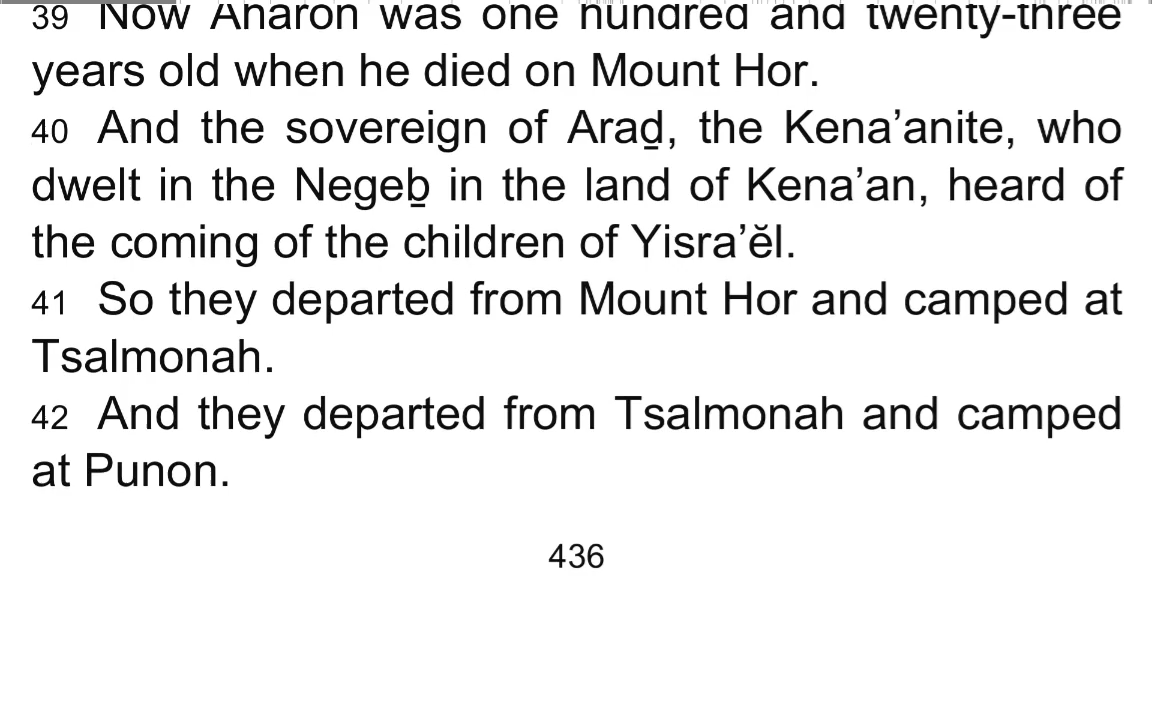 39 Now Aharon was one hundred and twenty-three
years old when he died on Mount Hor.
40 And the sovereign of Araḏ, the Kena’anite, who
dwelt in the Negeḇ in the land of Kena’an, heard of
the coming of the children of Yisra’ĕl.
41 So they departed from Mount Hor and camped at
Tsalmonah.
42 And they departed from Tsalmonah and camped
at Punon.
436